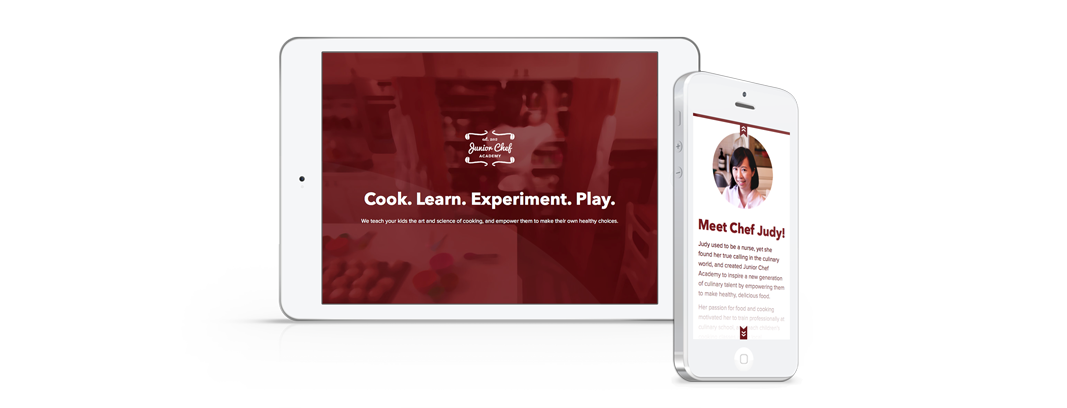 est. 2013
Junior Chef
ACADEMY
Cook. Learn. Experiment. Play.
We teach your kids the art and science of cooking, and empower them to make their own healthy choices.
Meet Chef Judy!
Judy used to be a nurse, yet she
found her true calling in the culinary
world, and created Junior Chef
Academy to inspire a new generation
of culinary talent by empowering them
to make healthy, delicious food.
Her passion for food and cooking
motivated her to train professionally at
culinary school